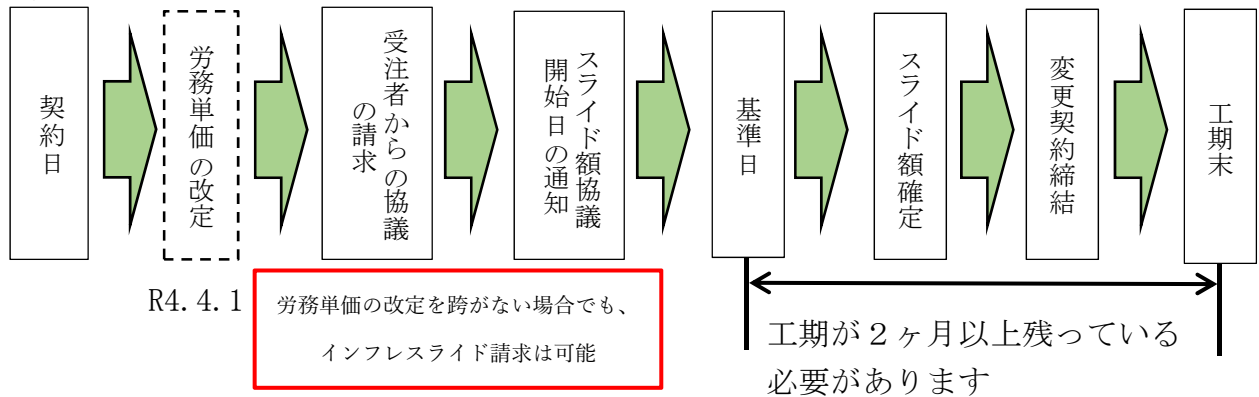 契約日
労務単価の改定
受注者からの協議
の請求
スライド額協議
開始日の通知
基準日
スライド額確定
変更契約締結
工期末
R4.4.1
労務単価の改定を跨がない場合でも、
インフレスライド請求は可能
工期が２ヶ月以上残っている
必要があります